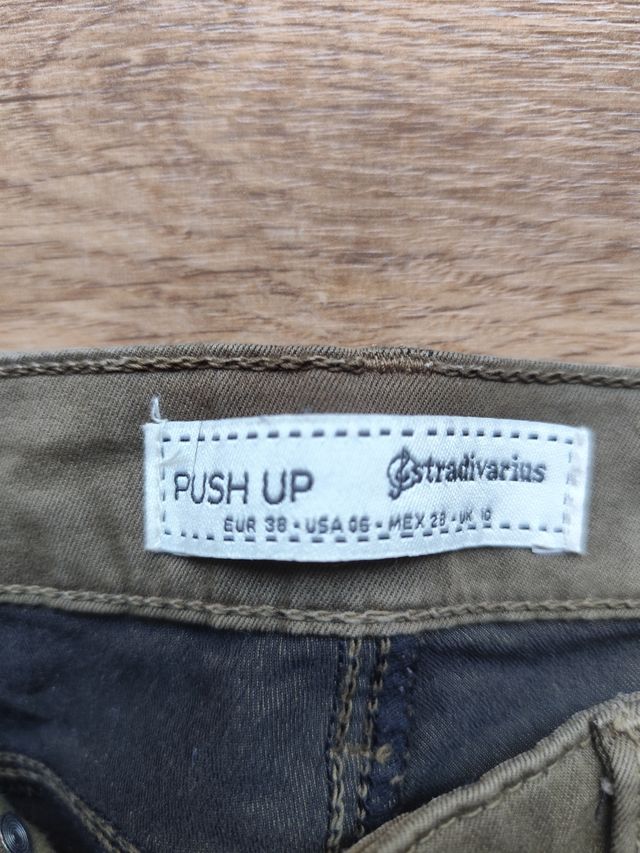 PUSH UP Stradivarius
EUR 38 - USA 06 - MEX 28 - UK 10